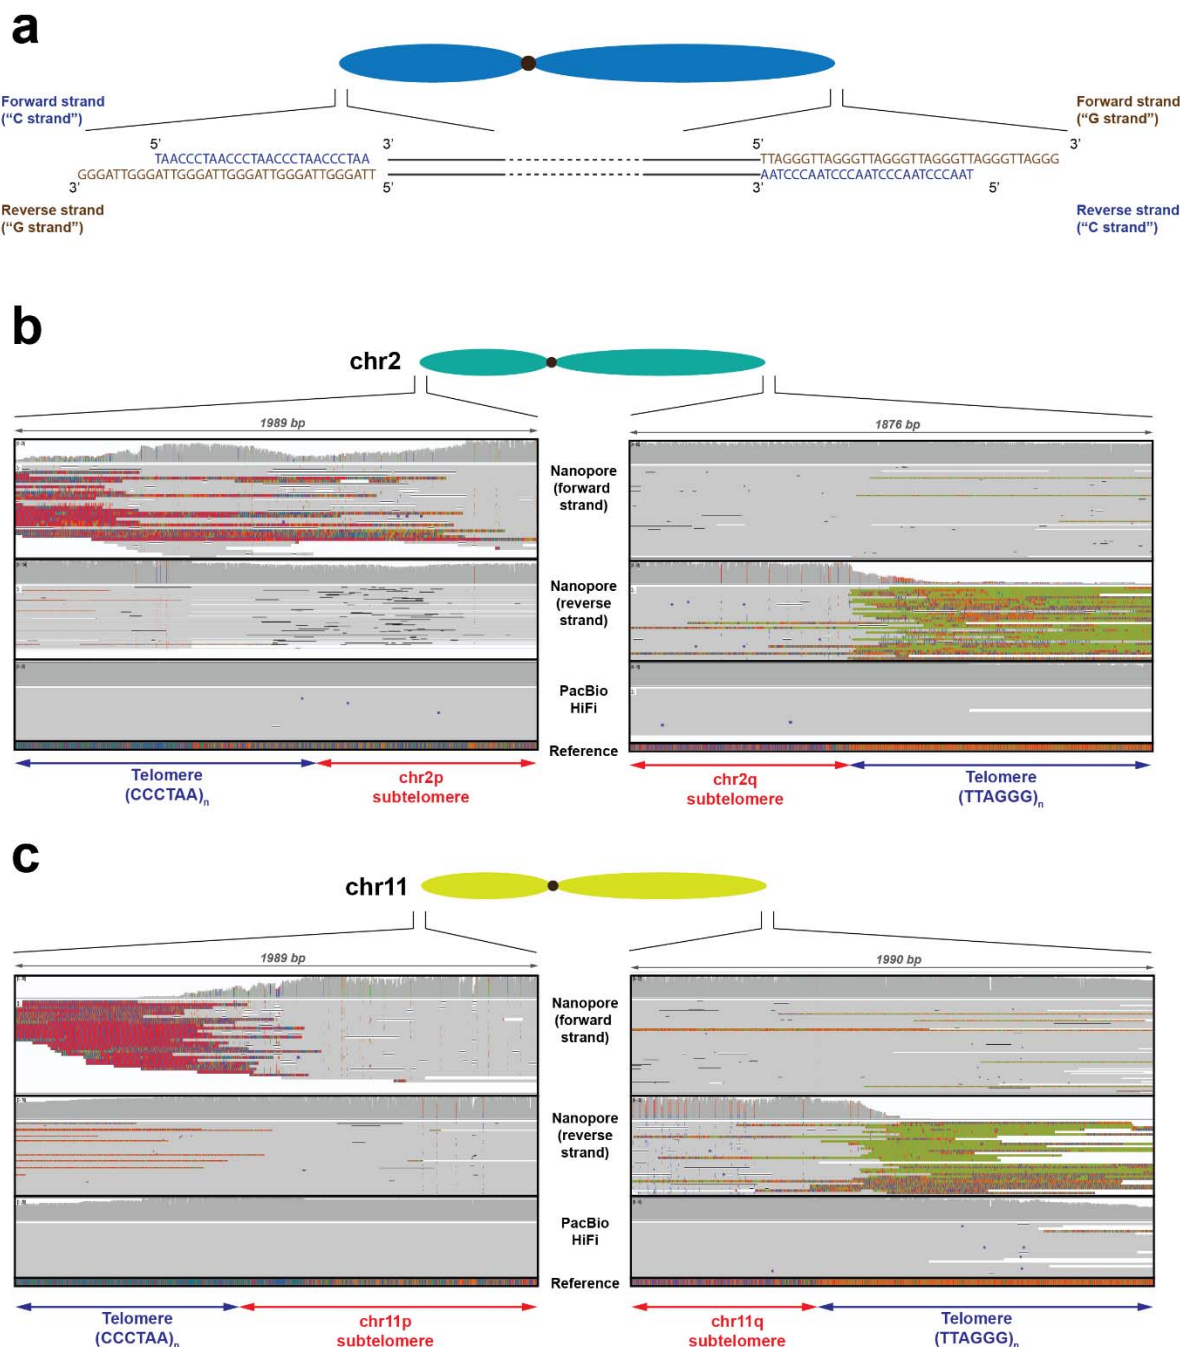 a
Forward strand
("C strand")
Forward strand
("G strand")
5'
3'
5'
3'
TAACCCTAACCCTAACCCTAACCCTAA
TTAGGGTTAGGGTTAGGGTTAGGGTTAGGGTTAGGG
GGGATTGGGATTGGGATTGGGATTGGGATTGGGATT
AATCCCAATCCCAATCCCAATCCCAAT
3'
5'
3'
5'
Reverse strand
("G strand")
Reverse strand
("C strand")
b
chr2
1989 bp
1876 bp
Nanopore
(forward
strand)
Nanopore
(reverse
strand)
PacBio
HiFi
Reference
Telomere
(CCCTAA)n
chr2p
subtelomere
chr2q
subtelomere
Telomere
(TTAGGG)n
c
chr11
1989 bp
1990 bp
Nanopore
(forward
strand)
Nanopore
(reverse
strand)
PacBio
HiFi
Reference
Telomere
(CCCTAA)n
chr11p
subtelomere
chr11q
subtelomere
Telomere
(TTAGGG)n